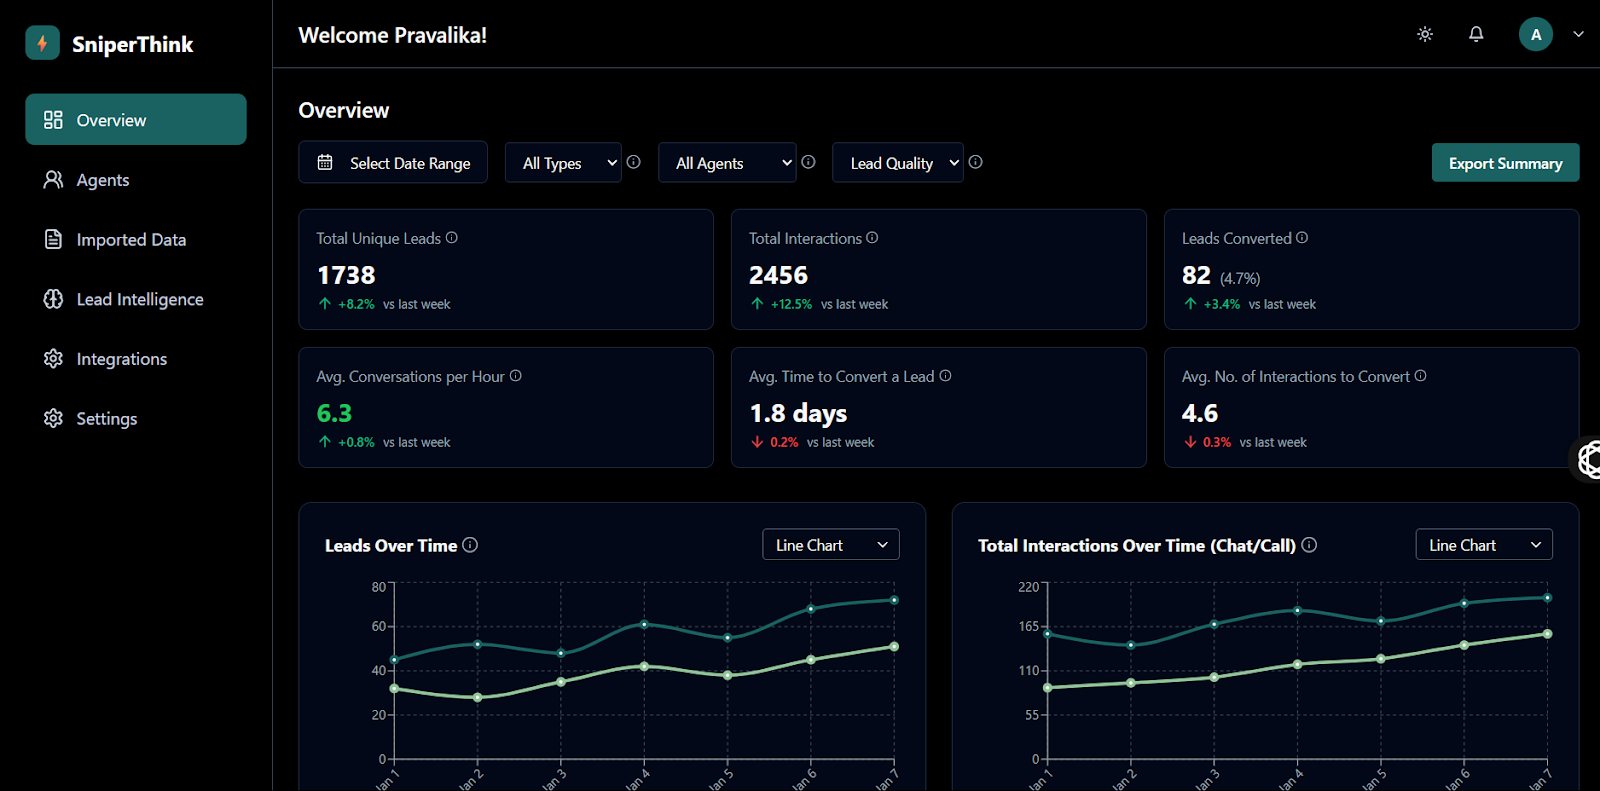 SniperThink
Welcome Pravalika!
A
Overview
Agents
Imported Data
Lead Intelligence
Integrations
Settings
Overview
Select Date Range
All Types
All Agents
Lead Quality
Export Summary
Total Unique Leads
1738
+8.2% vs last week
Total Interactions
2456
+12.5% vs last week
Leads Converted
82 (4.7%)
+3.4% vs last week
Avg. Conversations per Hour
6.3
+0.8% vs last week
Avg. Time to Convert a Lead
1.8 days
0.2% vs last week
Avg. No. of Interactions to Convert
4.6
0.3% vs last week
Leads Over Time
Line Chart
80
60
40
20
0
Jan 1
Jan 2
Jan 3
Jan 4
Jan 5
Jan 6
Jan 7
Total Interactions Over Time (Chat/Call)
Line Chart
220
165
110
55
0
Jan 1
Jan 2
Jan 3
Jan 4
Jan 5
Jan 6
Jan 7